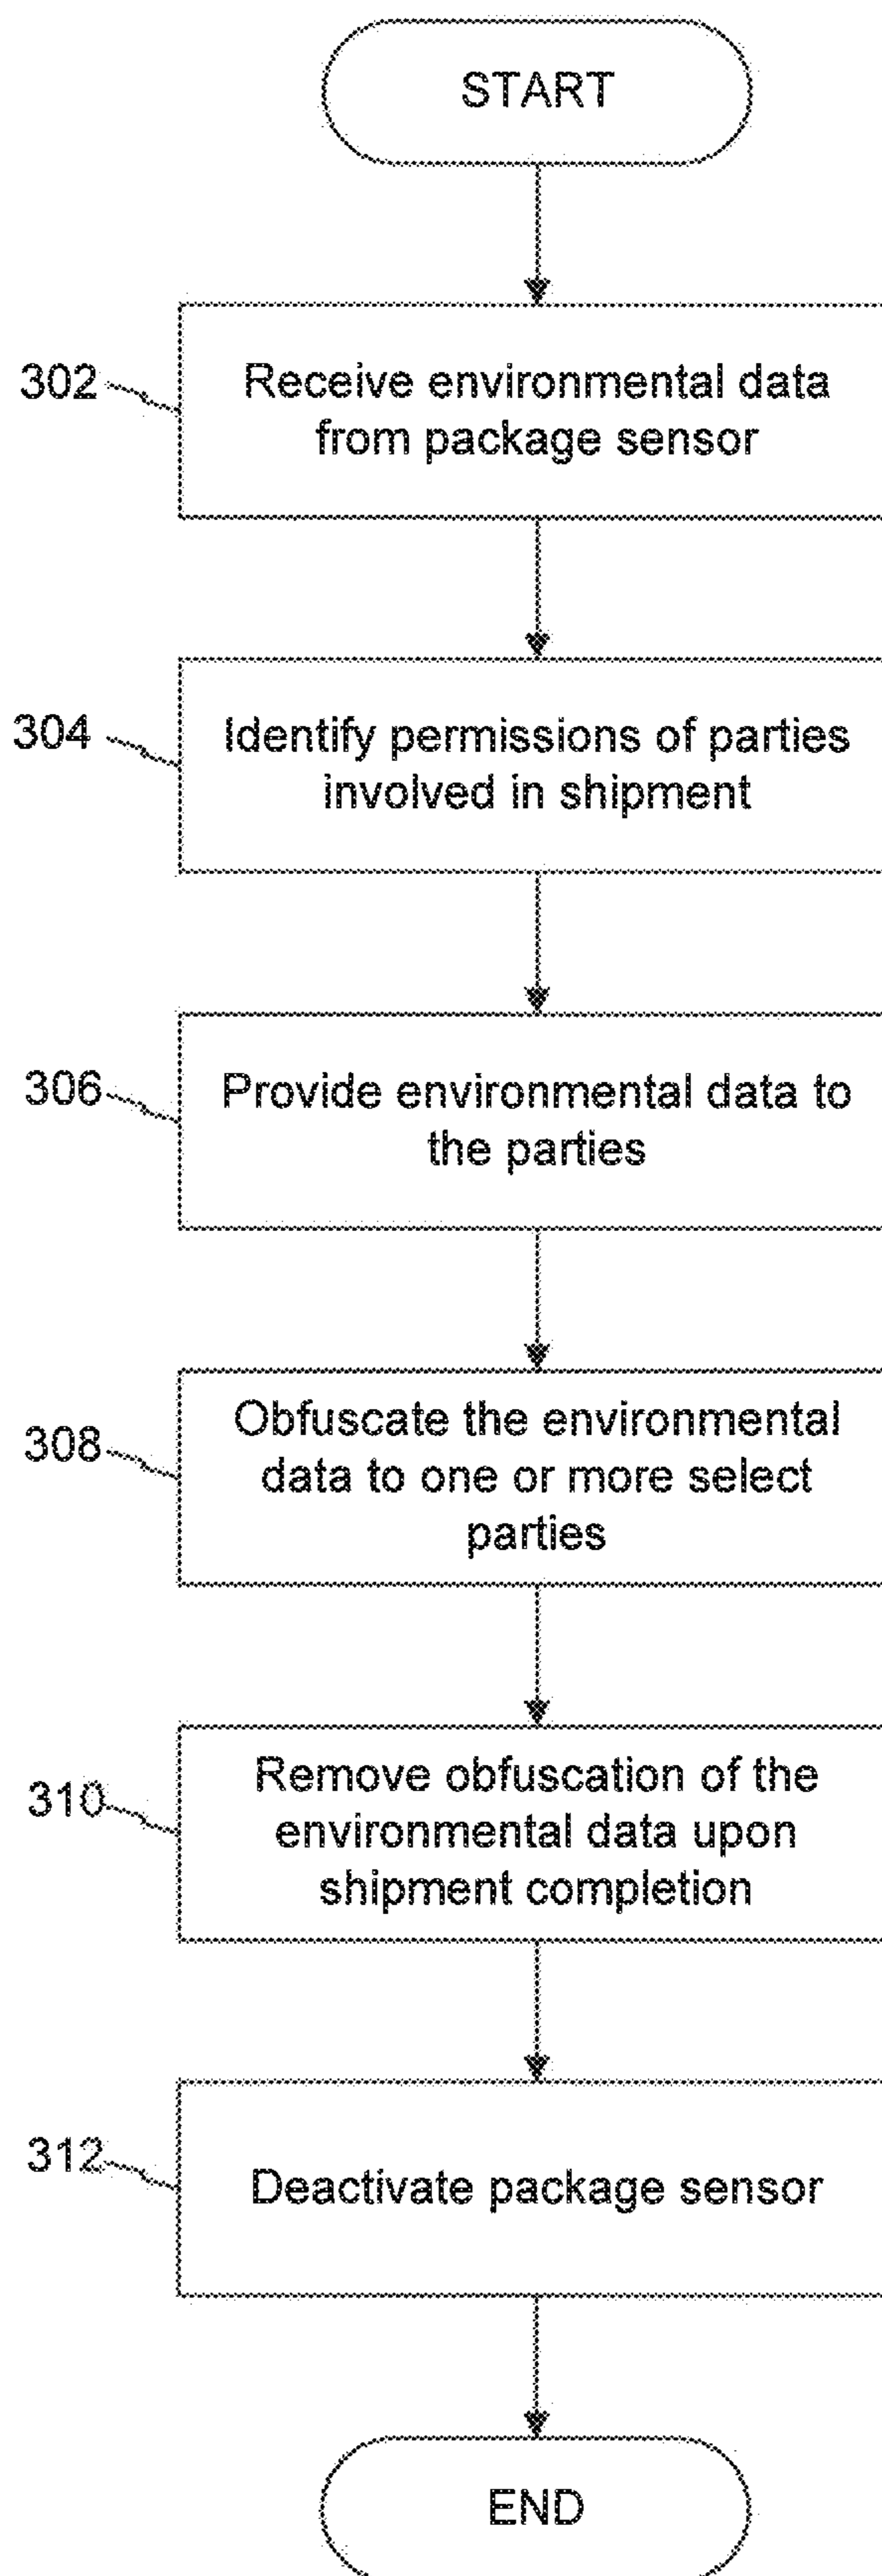 START
302
Receive environmental data
from package sensor
304
Identify permissions of parties
involved in shipment
306
Provide environmental data to
the parties
308
Obfuscate the environmental
data to one or more select
parties
310
Remove obfuscation of the
environmental data upon
shipment completion
312
Deactivate package sensor
END